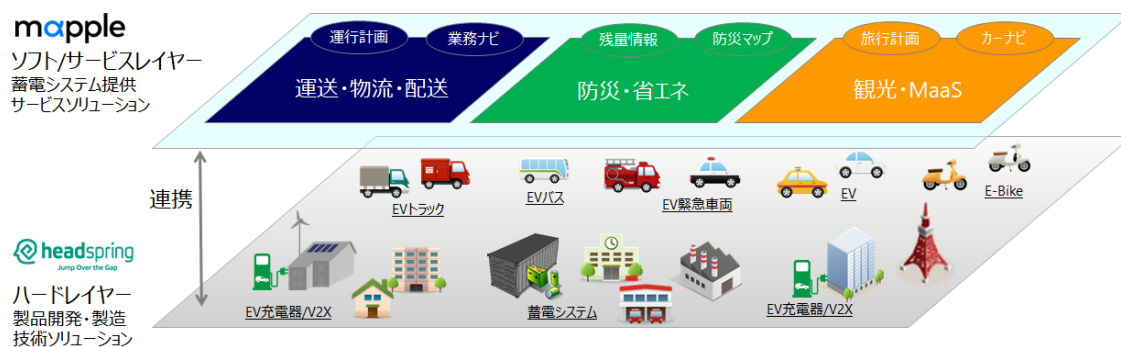 mapple
ソフト/サービスレイヤー
蓄電システム提供
サービスソリューション
運行計画
業務ナビ
運送・物流・配送
残量情報
防災マップ
防災・省エネ
旅行計画
カーナビ
観光・MaaS
連携
EVトラック
EVバス
EV緊急車両
EV
E-Bike
headspring
Jump Over the Gap
ハードレイヤー
製品開発・製造
技術ソリューション
EV充電器/V2X
蓄電システム
EV充電器/V2X